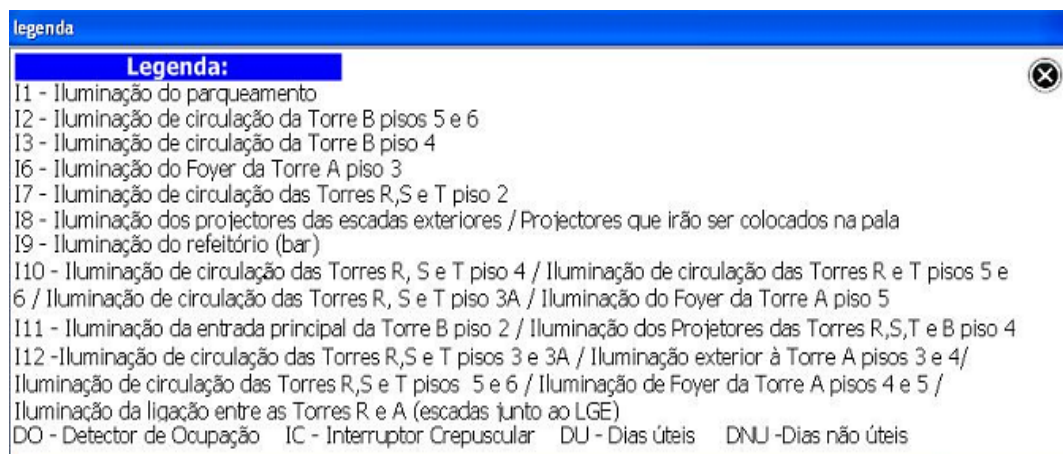 legenda
Legenda:
I1 - Iluminação do parqueamento
I2 - Iluminação de circulação da Torre B pisos 5 e 6
I3 - Iluminação de circulação da Torre B piso 4
I6 - Iluminação do Foyer da Torre A piso 3
I7 - Iluminação de circulação das Torres R,S e T piso 2
I8 - Iluminação dos projectores das escadas exteriores / Projectores que irão ser colocados na pala
I9 - Iluminação do refeitório (bar)
I10 - Iluminação de circulação das Torres R, S e T piso 4 / Iluminação de circulação das Torres R e T pisos 5 e
6 / Iluminação de circulação das Torres R, S e T piso 3A / Iluminação do Foyer da Torre A piso 5
I11 - Iluminação da entrada principal da Torre B piso 2 / Iluminação dos Projetores das Torres R,S,T e B piso 4
I12 -Iluminação de circulação das Torres R,S e T pisos 3 e 3A / Iluminação exterior à Torre A pisos 3 e 4/
Iluminação de circulação das Torres R,S e T pisos 5 e 6 / Iluminação de Foyer da Torre A pisos 4 e 5 /
Iluminação da ligação entre as Torres R e A (escadas junto ao LGE)
DO - Detector de Ocupação IC - Interruptor Crepuscular DU - Dias úteis DNU -Dias não úteis